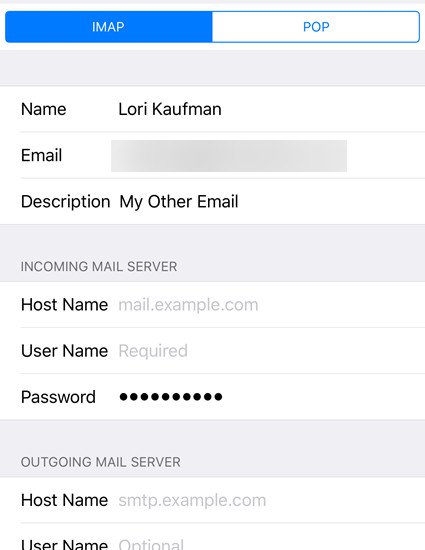 IMAP POP
Name Lori Kaufman
Email
Description My Other Email
INCOMING MAIL SERVER
Host Name mail.example.com
User Name Required
Password ●●●●●●●●●●
OUTGOING MAIL SERVER
Host Name smtp.example.com
User Name Optional